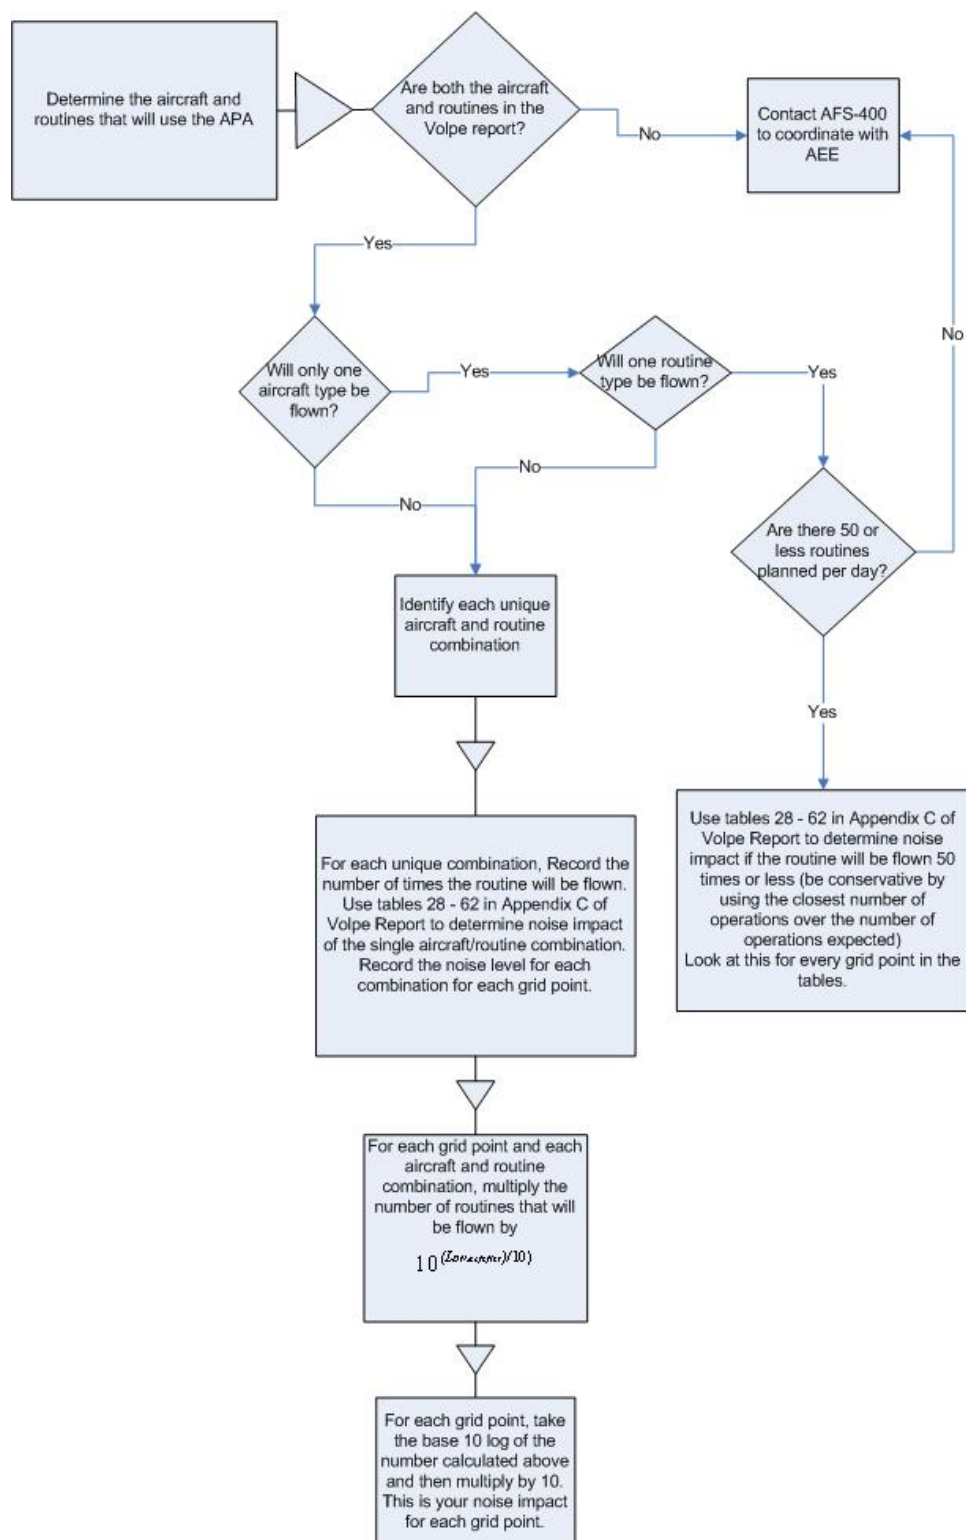 Determine the aircraft and
routines that will use the APA
Are both the aircraft
and routines in the
Volpe report?
No
Contact AFS-400
to coordinate with
AEE
Yes
No
Will only one
aircraft type be
flown?
Yes
Will one routine
type be flown?
Yes
No
No
Are there 50 or
less routines
planned per day?
Identify each unique
aircraft and routine
combination
Yes
For each unique combination, Record the
number of times the routine will be flown.
Use tables 28 - 62 in Appendix C of
Volpe Report to determine noise impact
of the single aircraft/routine combination.
Record the noise level for each
combination for each grid point.
Use tables 28 - 62 in Appendix C of
Volpe Report to determine noise
impact if the routine will be flown 50
times or less (be conservative by
using the closest number of
operations over the number of
operations expected)
Look at this for every grid point in the
tables.
For each grid point and each
aircraft and routine
combination, multiply the
number of routines that will
be flown by
10 /10)
For each grid point, take
the base 10 log of the
number calculated above
and then multiply by 10.
This is your noise impact
for each grid point.